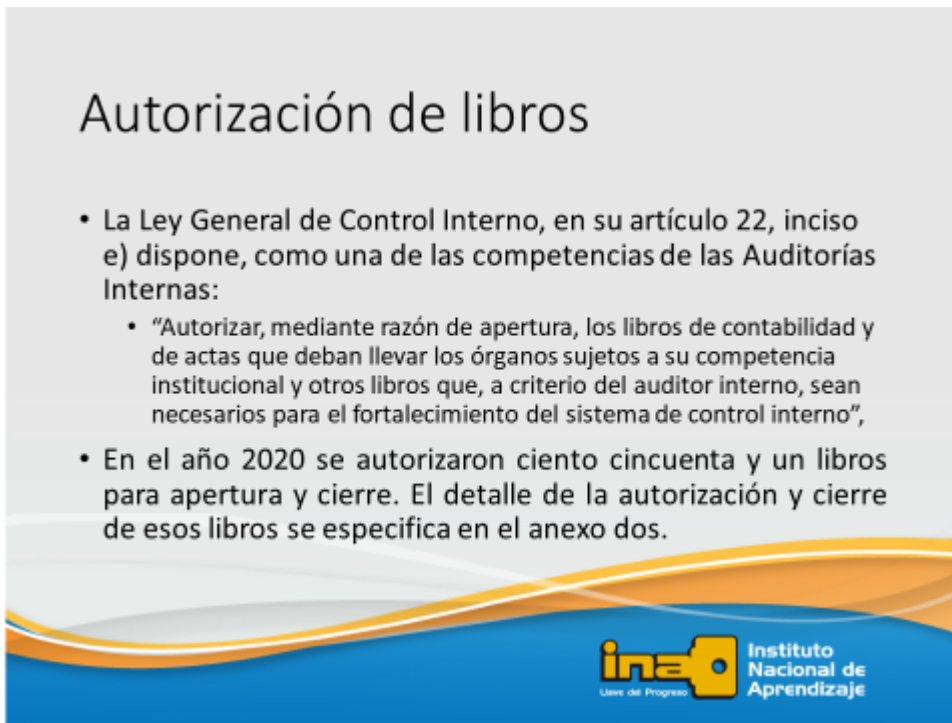 Autorización de libros
• La Ley General de Control Interno, en su artículo 22, inciso
e) dispone, como una de las competencias de las Auditorías
Internas:
• “Autorizar, mediante razón de apertura, los libros de contabilidad y
de actas que deban llevar los órganos sujetos a su competencia
institucional y otros libros que, a criterio del auditor interno, sean
necesarios para el fortalecimiento del sistema de control interno”,
• En el año 2020 se autorizaron ciento cincuenta y un libros
para apertura y cierre. El detalle de la autorización y cierre
de esos libros se especifica en el anexo dos.
ina
Llave del Progreso
Instituto
Nacional de
Aprendizaje